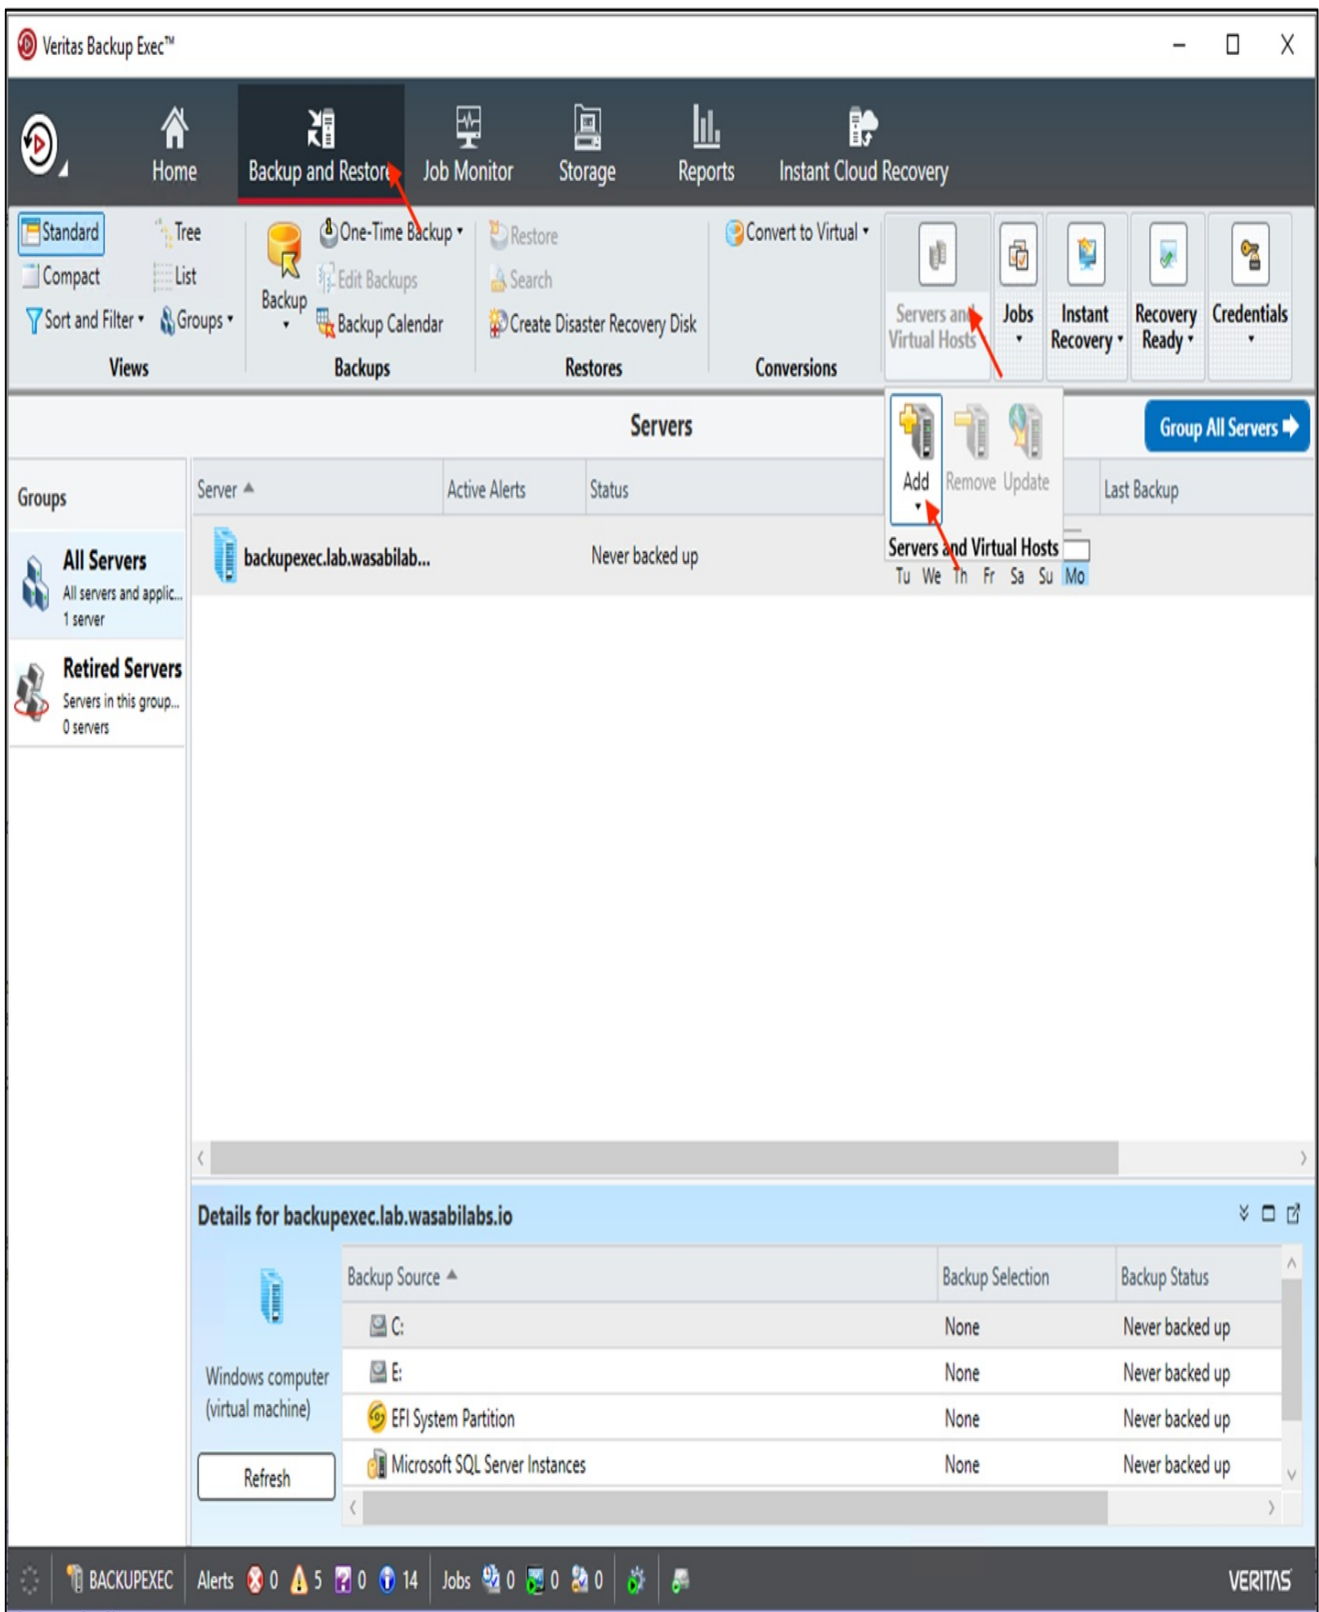 Veritas Backup Exec™
Home
Backup and Restore
Job Monitor
Storage
Reports
Instant Cloud Recovery
Standard
Tree
Compact
List
Sort and Filter
Groups
Views
Backup
One-Time Backup
Edit Backups
Backup Calendar
Backups
Restore
Search
Create Disaster Recovery Disk
Restores
Convert to Virtual
Conversions
Servers and
Virtual Hosts
Jobs
Instant
Recovery
Recovery
Ready
Credentials
Servers
Group All Servers
Add
Remove
Update
Servers and Virtual Hosts
Groups
Server
Active Alerts
Status
Last Backup
All Servers
All servers and applic...
1 server
backupexec.lab.wasabilab...
Never backed up
Tu We Th Fr Sa Su Mo
Retired Servers
Servers in this group...
0 servers
Details for backupexec.lab.wasabilabs.io
Windows computer
(virtual machine)
Refresh
Backup Source
Backup Selection
Backup Status
C:
None
Never backed up
E:
None
Never backed up
EFI System Partition
None
Never backed up
Microsoft SQL Server Instances
None
Never backed up
BACKUPEXEC
Alerts 0 5 0 14
Jobs 0 0 0
VERITAS